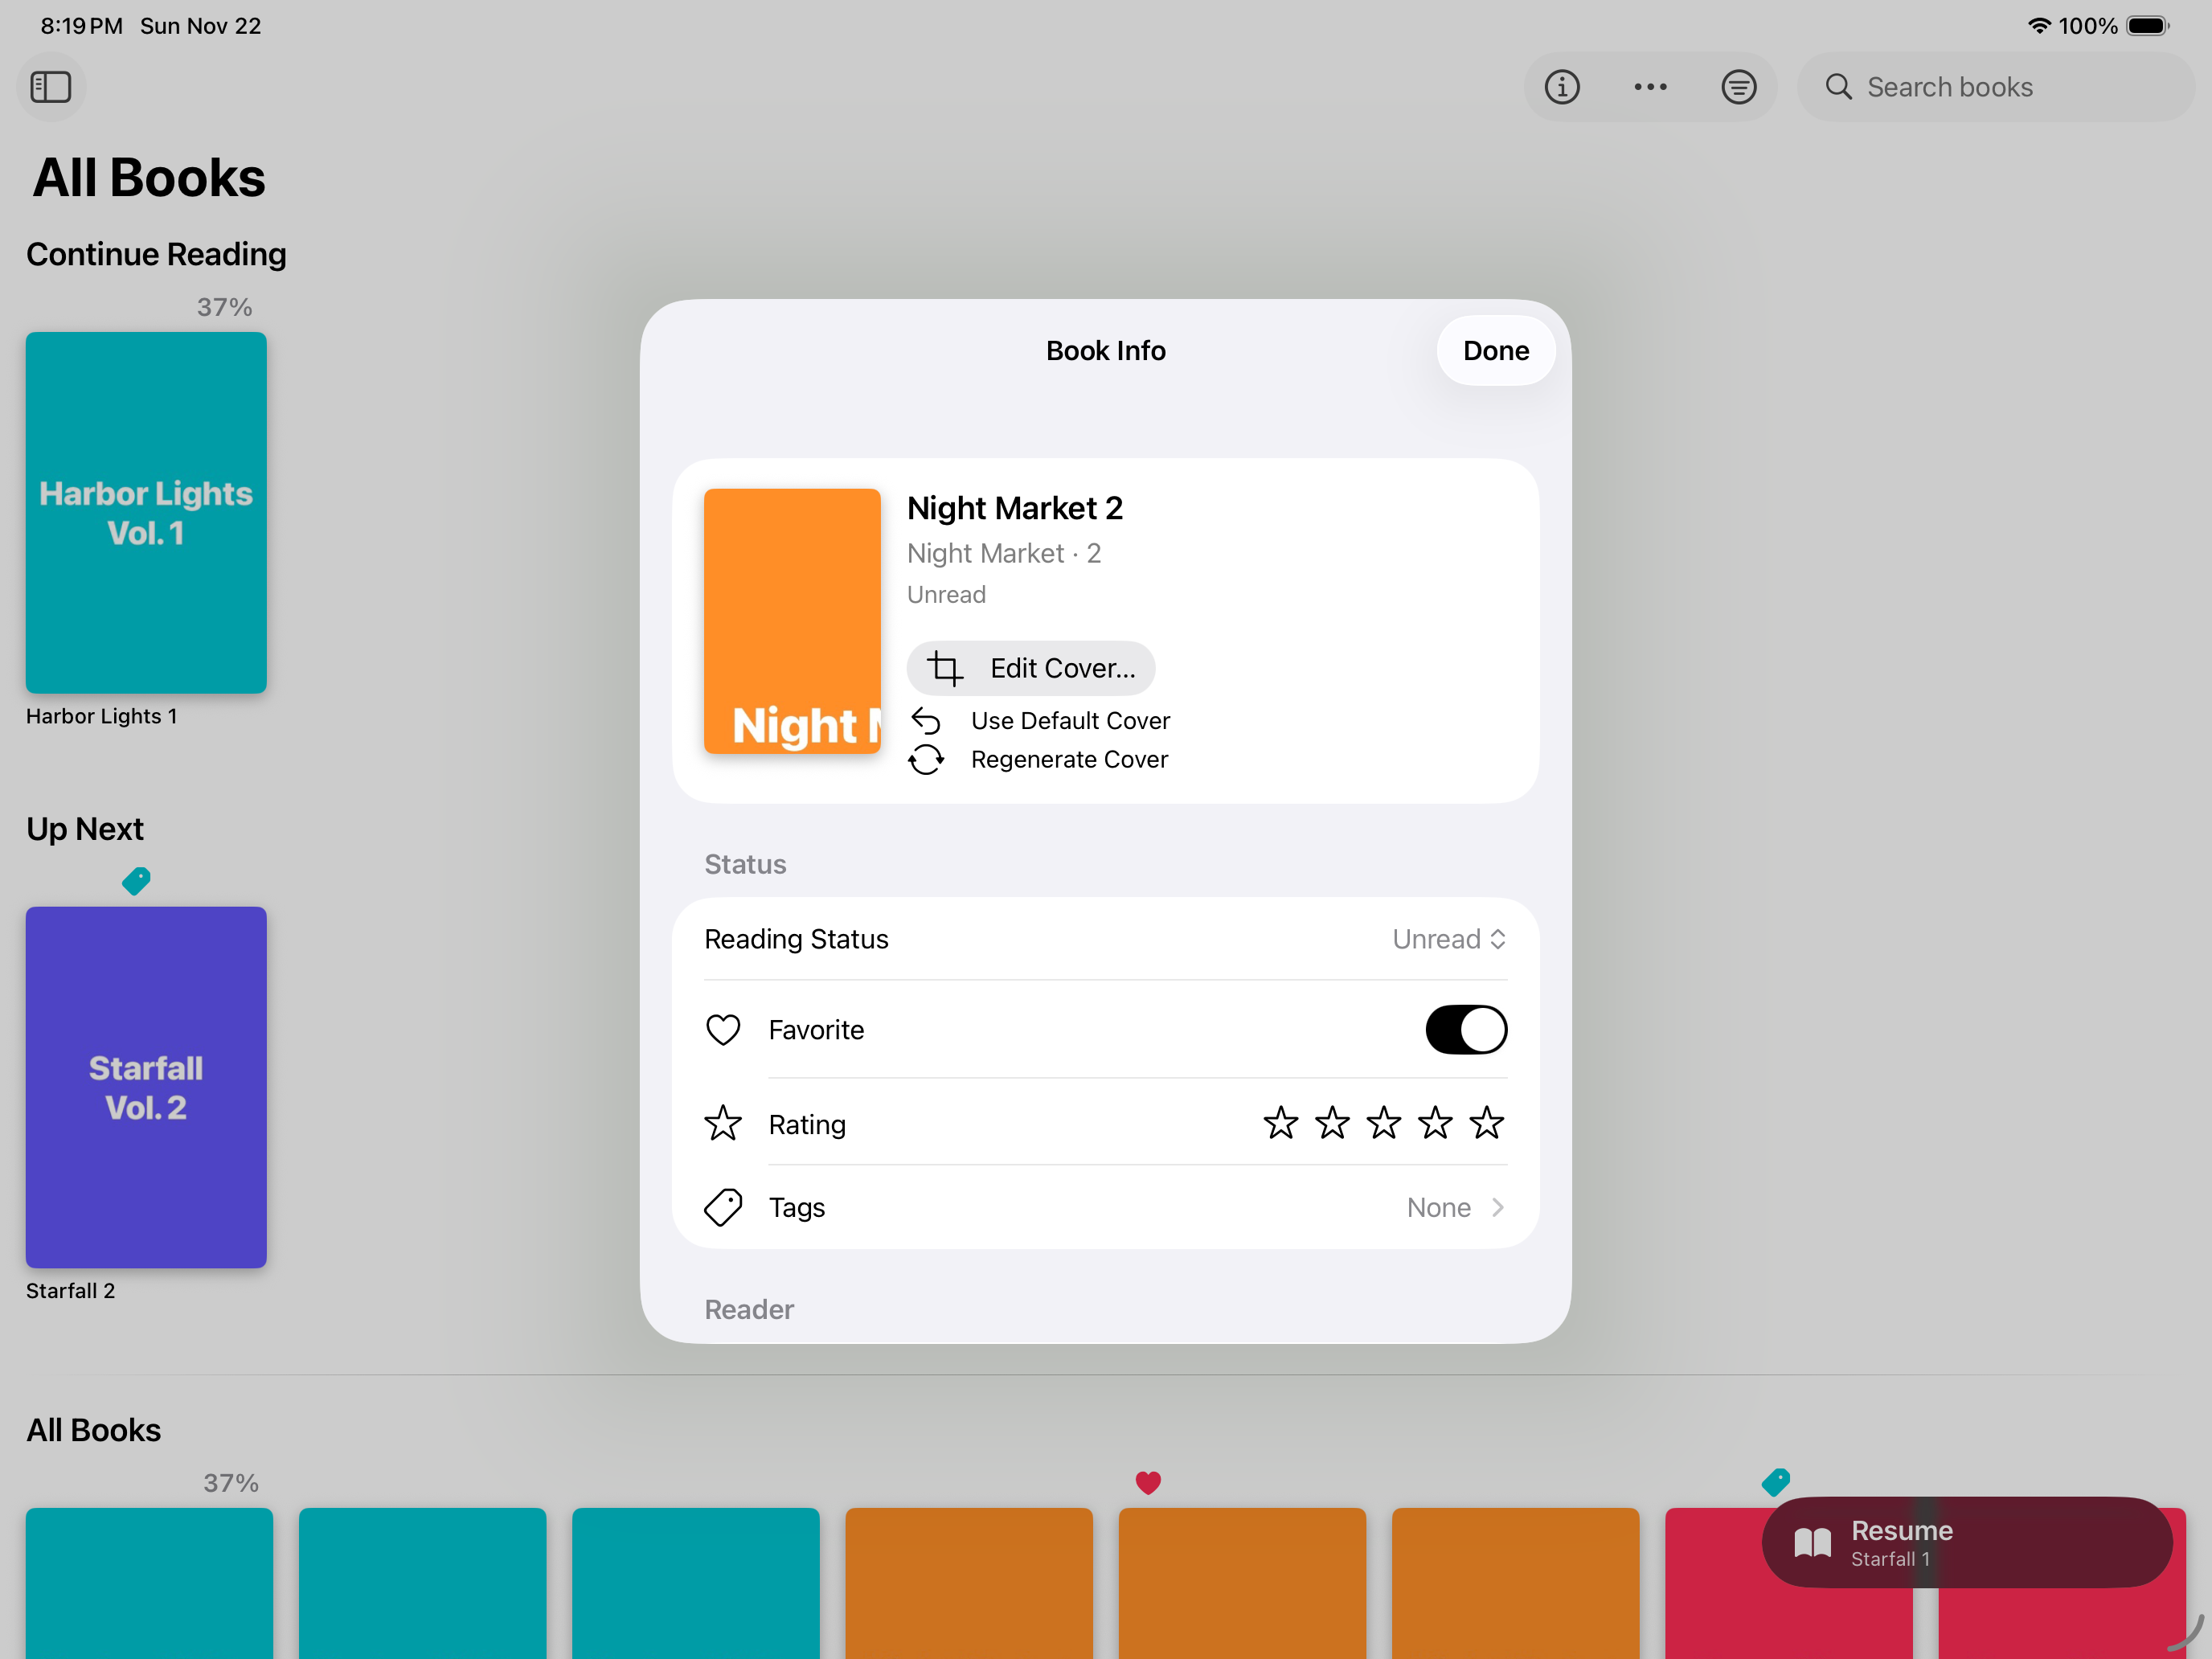 8:19 PM Sun Nov 22
100%
Search books
All Books
Continue Reading
37%
Harbor Lights
Vol. 1
Harbor Lights 1
Up Next
Starfall
Vol. 2
Starfall 2
Book Info
Done
Night Market 2
Night Market · 2
Unread
Night
Edit Cover...
Use Default Cover
Regenerate Cover
Status
Reading Status
Unread
Favorite
Rating
Tags
None
Reader
All Books
37%
Resume
Starfall 1